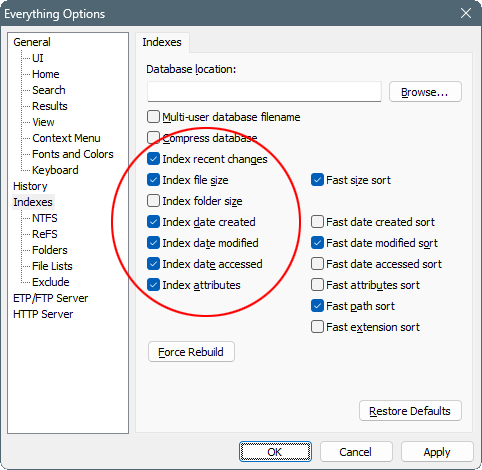 Everything Options
General
UI
Home
Search
Results
View
Context Menu
Fonts and Colors
Keyboard
History
Indexes
NTFS
ReFS
Folders
File Lists
Exclude
ETP/FTP Server
HTTP Server
Indexes
Database location:
Browse...
Multi-user database filename
Compress database
Index recent changes
Index file size
Fast size sort
Index folder size
Index date created
Fast date created sort
Index date modified
Fast date modified sort
Index date accessed
Fast date accessed sort
Index attributes
Fast attributes sort
Fast path sort
Fast extension sort
Force Rebuild
Restore Defaults
OK
Cancel
Apply